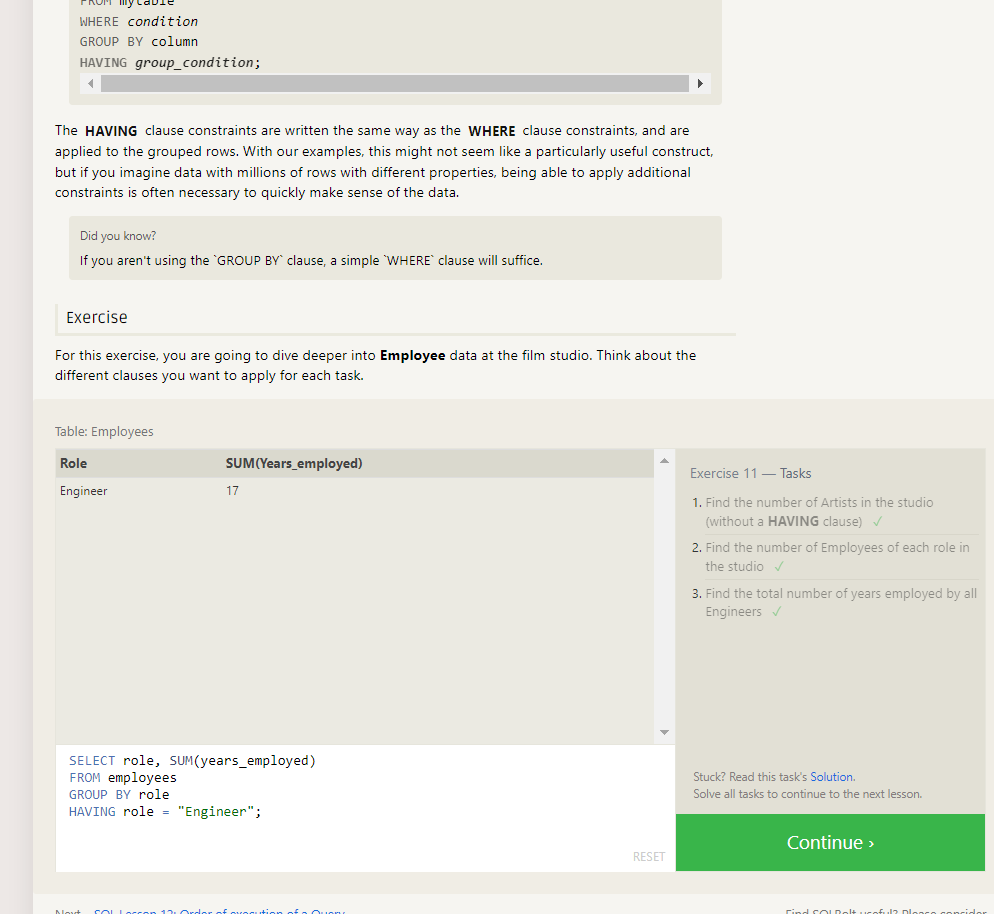 FROM mytable
WHERE condition
GROUP BY column
HAVING group_condition;
The HAVING clause constraints are written the same way as the WHERE clause constraints, and are
applied to the grouped rows. With our examples, this might not seem like a particularly useful construct,
but if you imagine data with millions of rows with different properties, being able to apply additional
constraints is often necessary to quickly make sense of the data.
Did you know?
If you aren't using the `GROUP BY` clause, a simple `WHERE` clause will suffice.
Exercise
For this exercise, you are going to dive deeper into Employee data at the film studio. Think about the
different clauses you want to apply for each task.
Table: Employees
Role SUM(Years_employed)
Engineer 17
SELECT role, SUM(years_employed)
FROM employees
GROUP BY role
HAVING role = "Engineer";
RESET
Exercise 11 — Tasks
1. Find the number of Artists in the studio
(without a HAVING clause) ✓
2. Find the number of Employees of each role in
the studio ✓
3. Find the total number of years employed by all
Engineers ✓
Stuck? Read this task's Solution.
Solve all tasks to continue to the next lesson.
Continue ›
Next – SQL Lesson 12: Order of execution of a Query
Find SQLBolt useful? Please consider